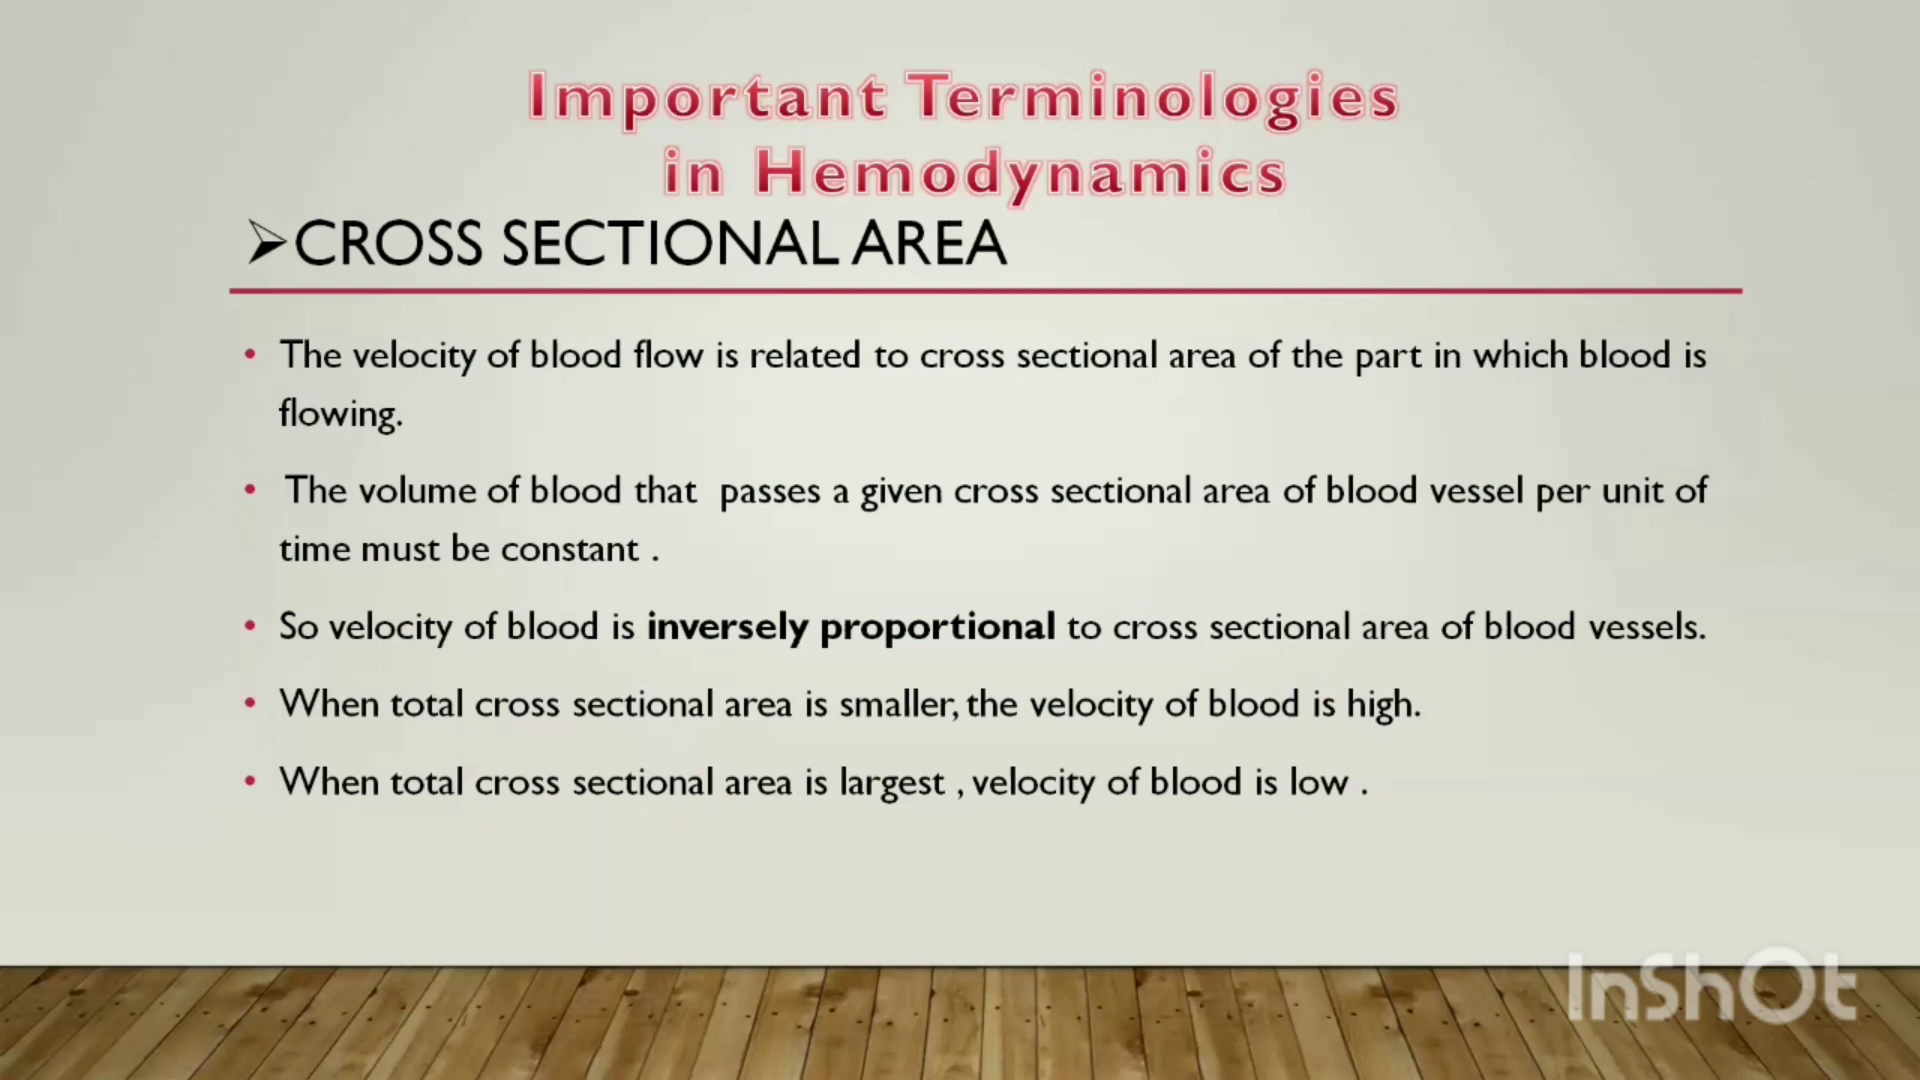 Important Terminologies
in Hemodynamics
➢CROSS SECTIONAL AREA
• The velocity of blood flow is related to cross sectional area of the part in which blood is
flowing.
• The volume of blood that passes a given cross sectional area of blood vessel per unit of
time must be constant .
• So velocity of blood is inversely proportional to cross sectional area of blood vessels.
• When total cross sectional area is smaller, the velocity of blood is high.
• When total cross sectional area is largest , velocity of blood is low .
InShOt